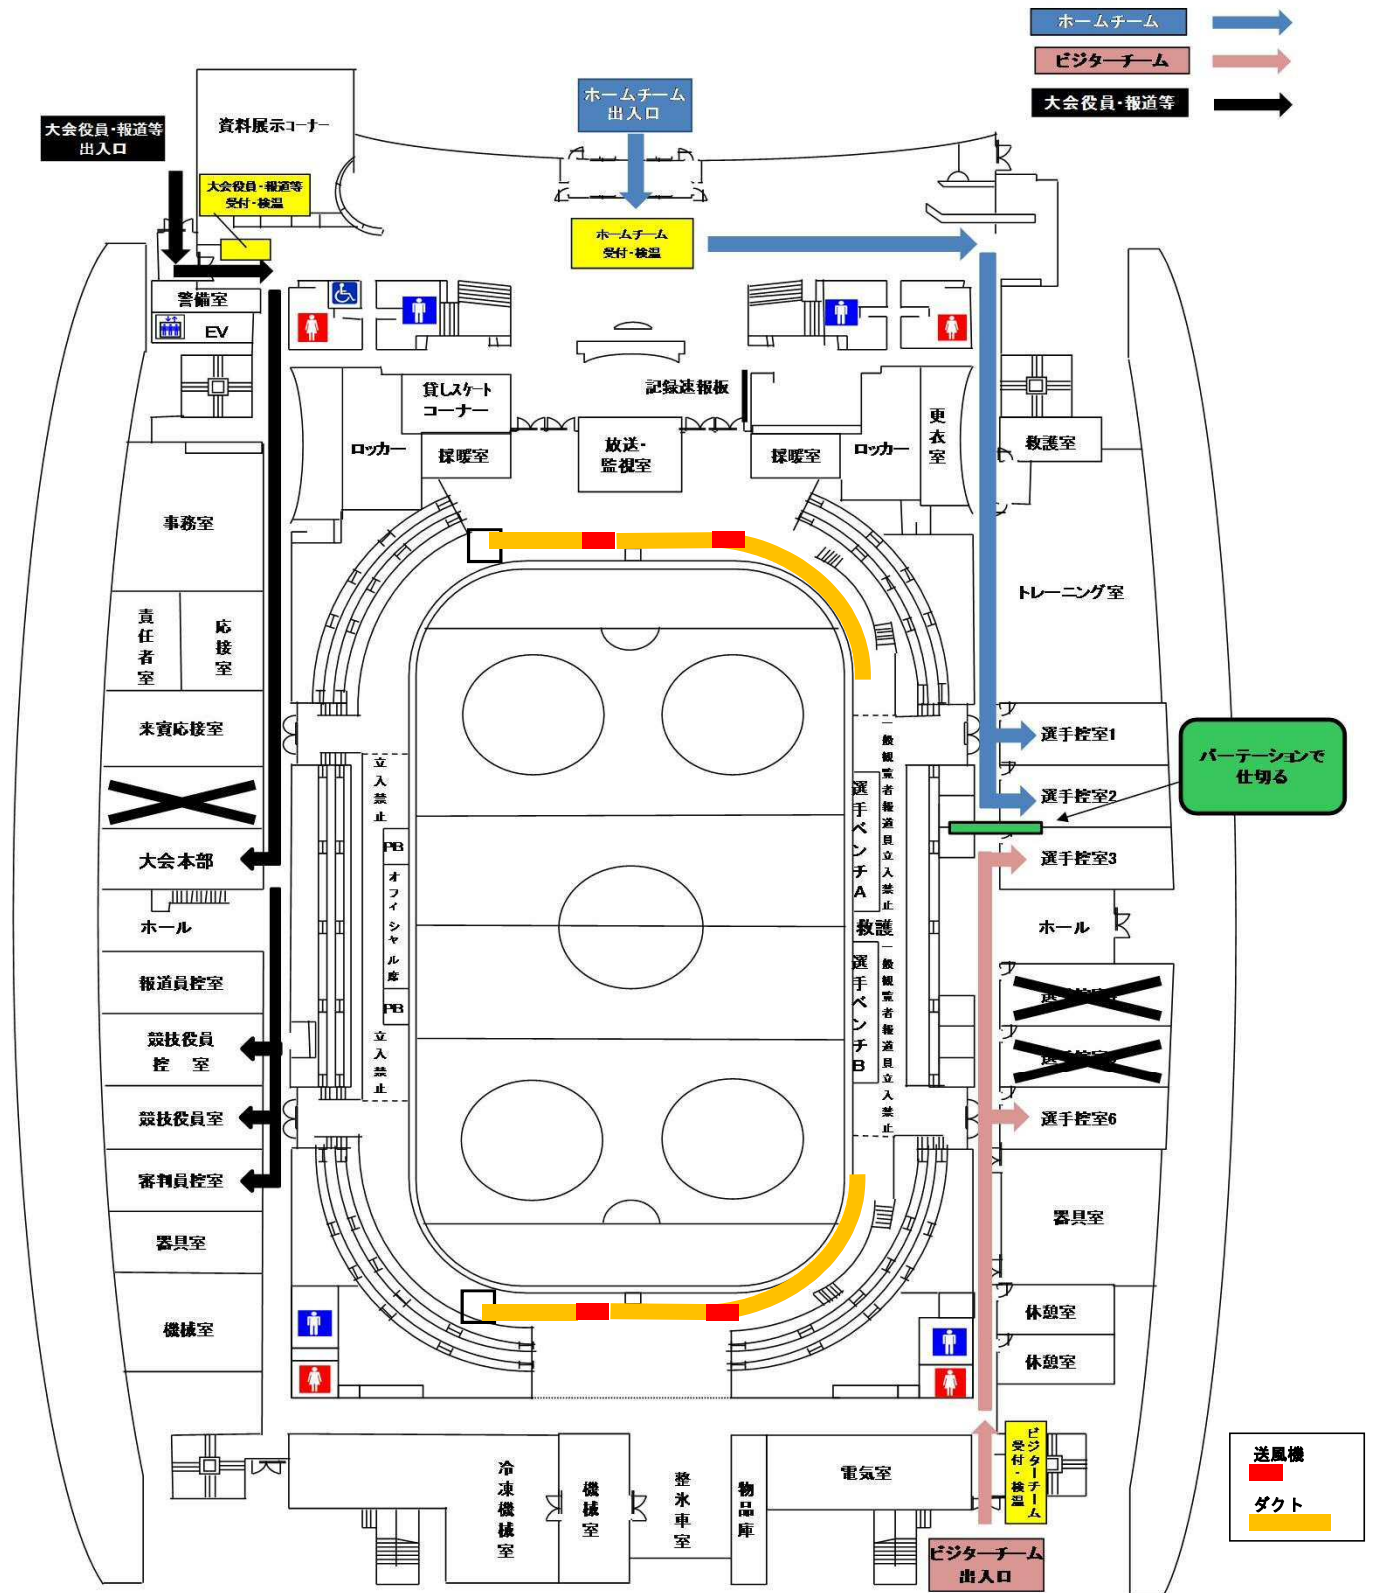 ホームチーム
ビジターチーム
大会役員・報道等
ホームチーム
出入口
大会役員・報道等
出入口
資料展示コーナー
大会役員・報道等
受付・検温
ホームチーム
受付・検温
警備室
EV
貸しスケート
コーナー
記録速報板
ロッカー
採暖室
放送・
監視室
採暖室
ロッカー
更衣室
救護室
事務室
トレーニング室
責任者室
応接室
来賓応接室
選手控室1
パーテーションで
仕切る
選手控室2
立入禁止
一般観覧者報道員立入禁止
選手ベンチA
PB
大会本部
選手控室3
オフィシャル席
ホール
救護
ホール
報道員控室
選手ベンチB
一般観覧者報道員立入禁止
PB
競技役員
控 室
立入禁止
競技役員室
選手控室6
審判員控室
器具室
器具室
機械室
休憩室
休憩室
冷凍機械室
機械室
整氷車室
物品庫
電気室
ビジターチーム
受付・検温
送風機
ダクト
ビジターチーム
出入口